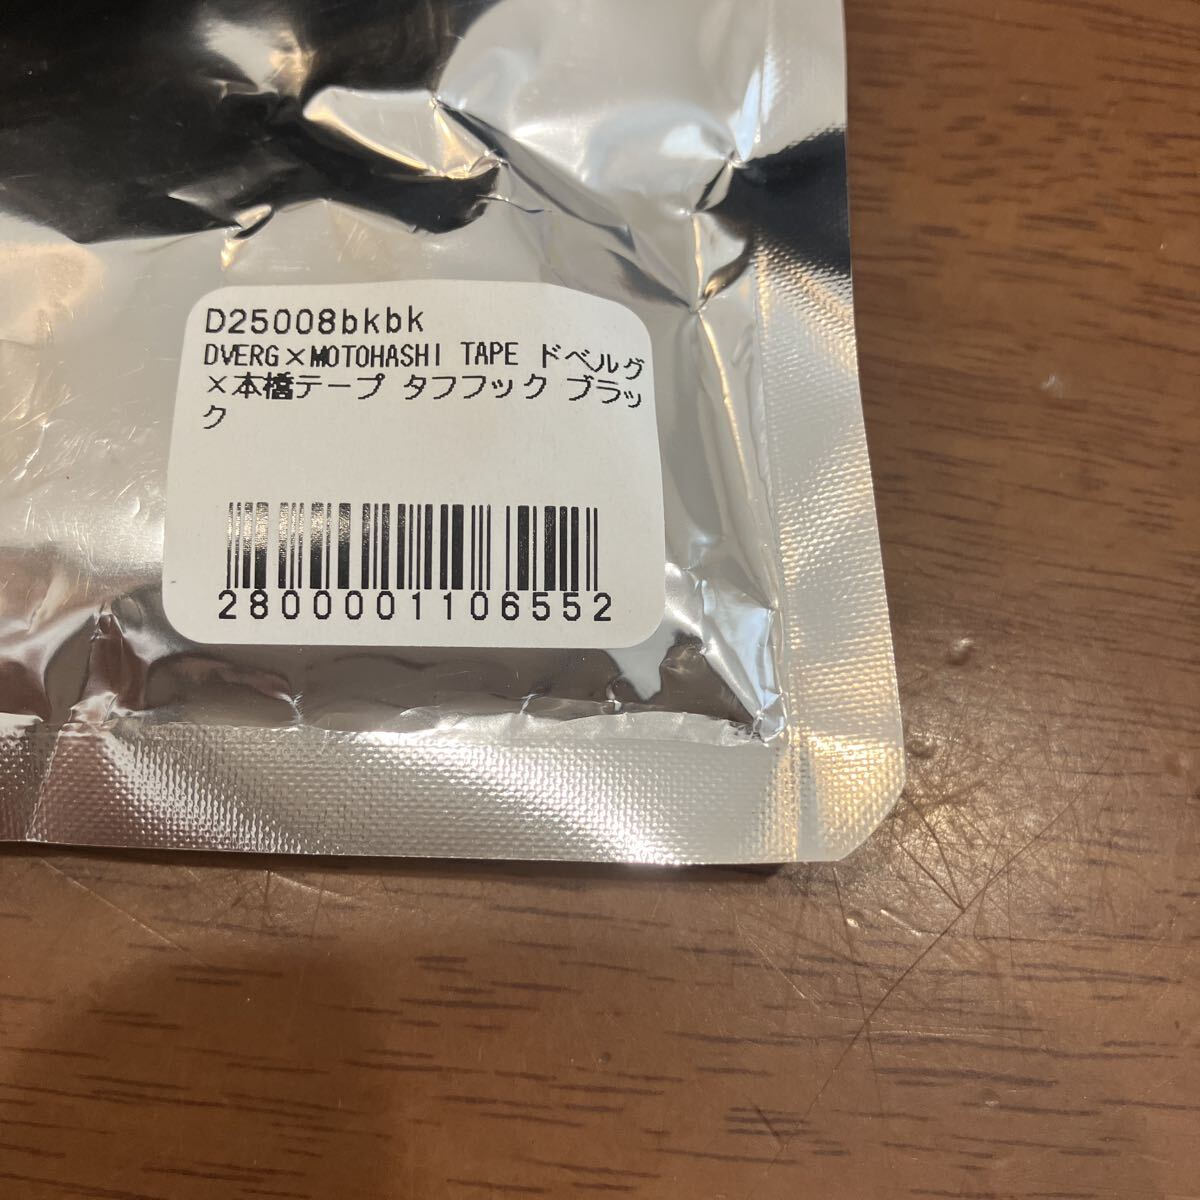 D25008bkbk
DVERG×MOTOHASHI TAPE ドベルグ
×本橋テープ タフフック ブラッ
ク
2800001106552